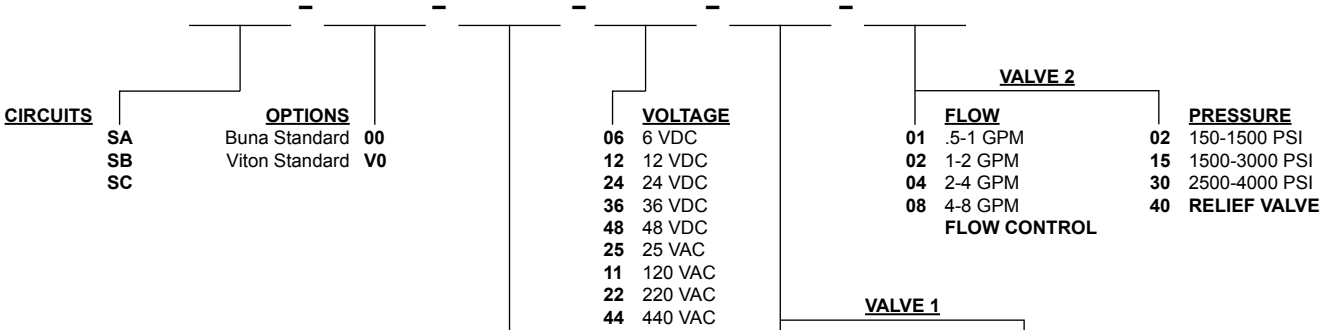 – – – – –
VALVE 2
CIRCUITS OPTIONS VOLTAGE FLOW PRESSURE
SA Buna Standard 00 06 6 VDC 01 .5-1 GPM 02 150-1500 PSI
SB Viton Standard V0 12 12 VDC 02 1-2 GPM 15 1500-3000 PSI
SC 24 24 VDC 04 2-4 GPM 30 2500-4000 PSI
36 36 VDC 08 4-8 GPM 40 RELIEF VALVE
48 48 VDC FLOW CONTROL
25 25 VAC
11 120 VAC
22 220 VAC VALVE 1
44 440 VAC